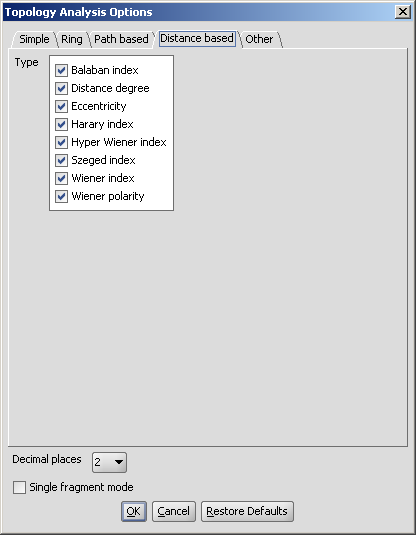 Topology Analysis Options
Simple Ring Path based Distance based Other
Type
Balaban index
Distance degree
Eccentricity
Harary index
Hyper Wiener index
Szeged index
Wiener index
Wiener polarity
Decimal places 2
Single fragment mode
OK Cancel Restore Defaults